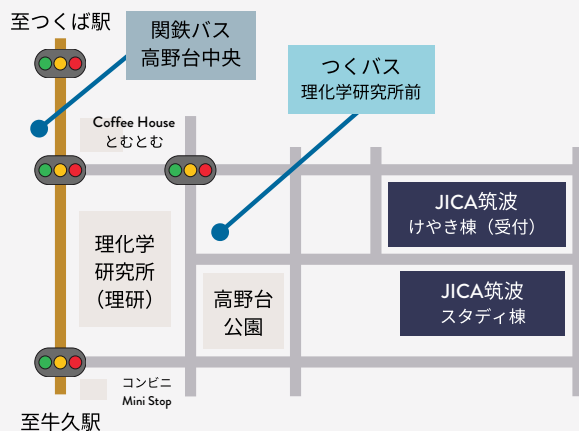 至つくば駅
関鉄バス
高野台中央
つくバス
理化学研究所前
Coffee House
とむとむ
JICA筑波
けやき棟（受付）
理化学
研究所
（理研）
高野台
公園
JICA筑波
スタディ棟
コンビニ
Mini Stop
至牛久駅